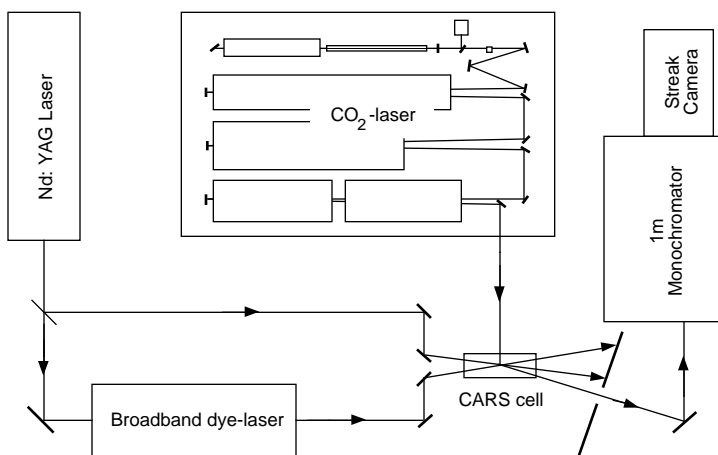 Nd: YAG Laser
CO2-laser
Streak
Camera
1m
Monochromator
CARS cell
Broadband dye-laser